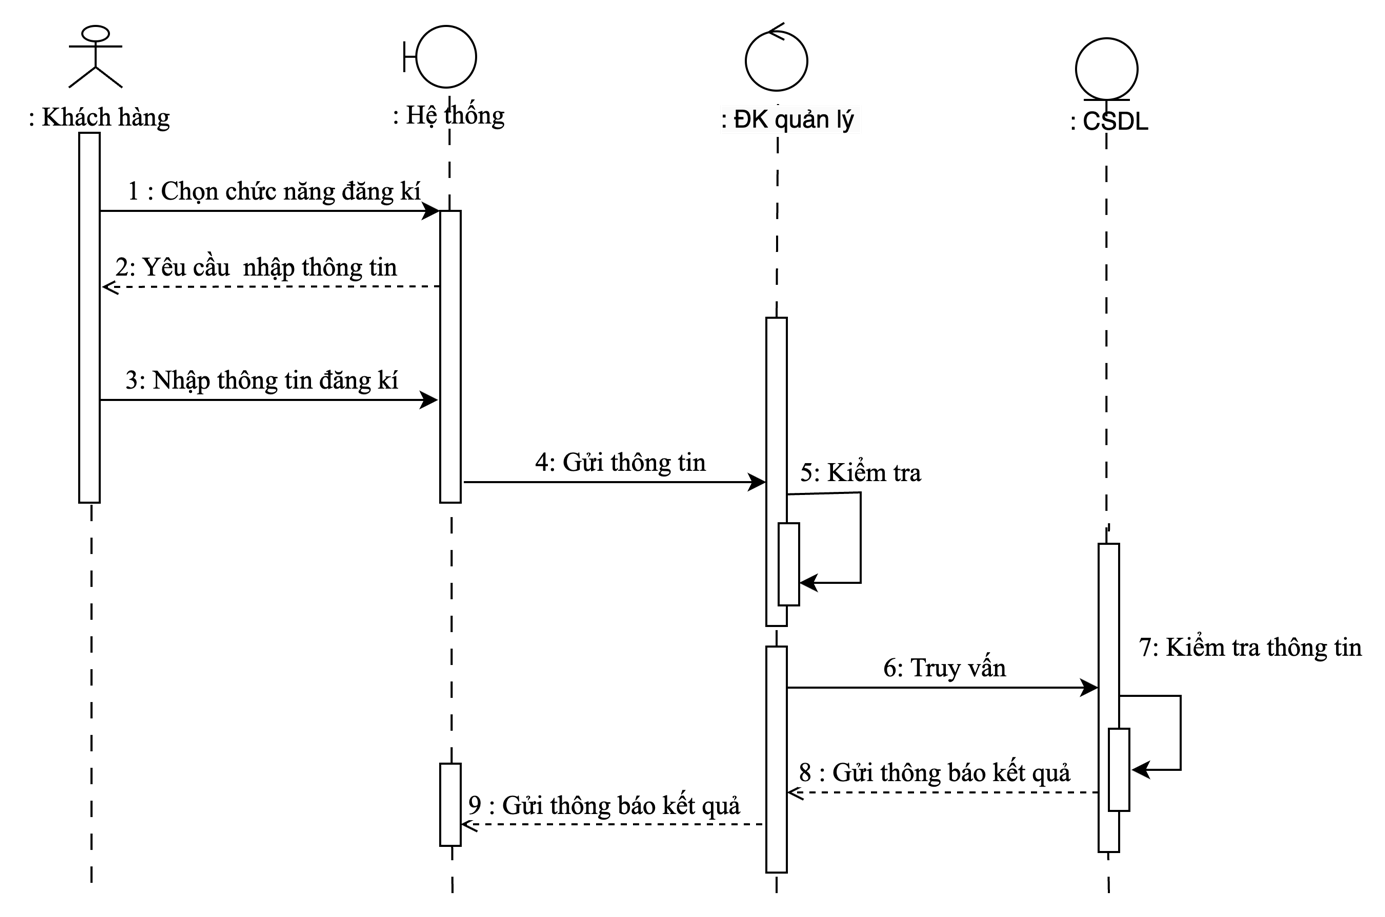 : Khách hàng
: Hệ thống
: ĐK quản lý
: CSDL
1 : Chọn chức năng đăng kí
2: Yêu cầu  nhập thông tin
3: Nhập thông tin đăng kí
4: Gửi thông tin
5: Kiểm tra
6: Truy vấn
7: Kiểm tra thông tin
8 : Gửi thông báo kết quả
9 : Gửi thông báo kết quả